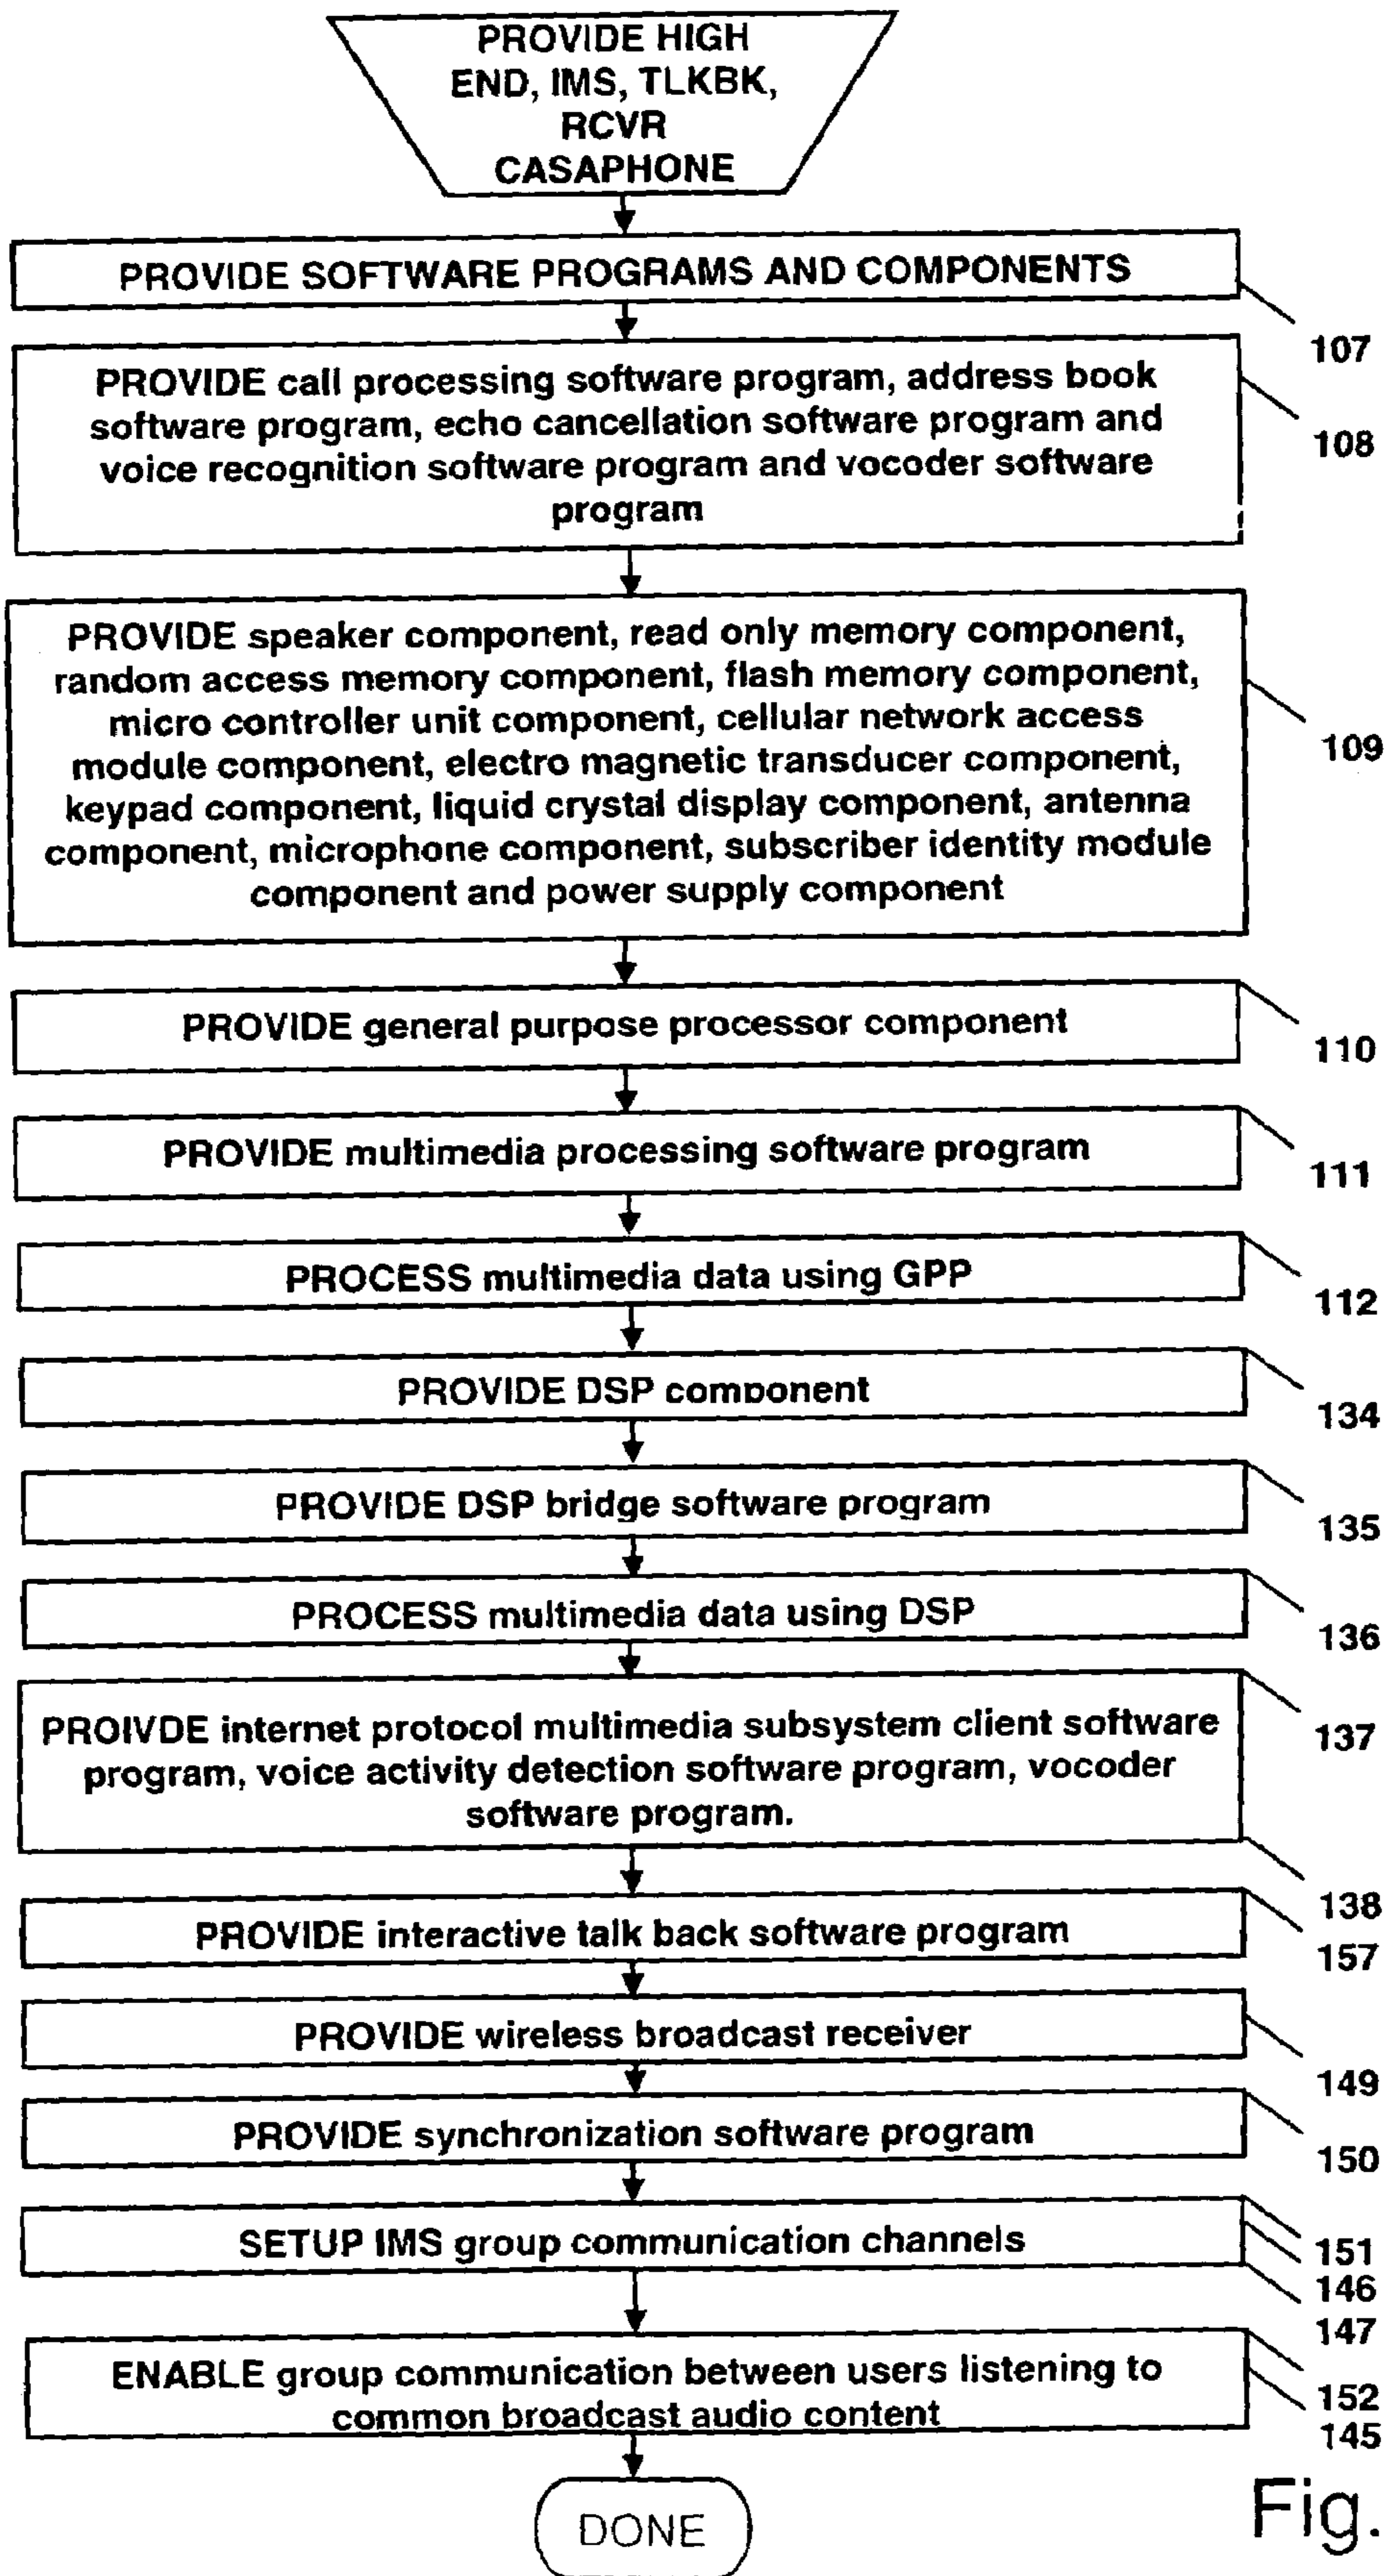 PROVIDE HIGH
END, IMS, TLKBK,
RCVR
CASAPHONE
PROVIDE SOFTWARE PROGRAMS AND COMPONENTS
107
PROVIDE call processing software program, address book
software program, echo cancellation software program and
voice recognition software program and vocoder software
program
108
PROVIDE speaker component, read only memory component,
random access memory component, flash memory component,
micro controller unit component, cellular network access
module component, electro magnetic transducer component,
keypad component, liquid crystal display component, antenna
component, microphone component, subscriber identity module
component and power supply component
109
PROVIDE general purpose processor component
110
PROVIDE multimedia processing software program
111
PROCESS multimedia data using GPP
112
PROVIDE DSP component
134
PROVIDE DSP bridge software program
135
PROCESS multimedia data using DSP
136
PROIVDE internet protocol multimedia subsystem client software
program, voice activity detection software program, vocoder
software program.
137
138
PROVIDE interactive talk back software program
157
PROVIDE wireless broadcast receiver
149
PROVIDE synchronization software program
150
SETUP IMS group communication channels
151
146
147
ENABLE group communication between users listening to
common broadcast audio content
152
145
DONE
Fig.